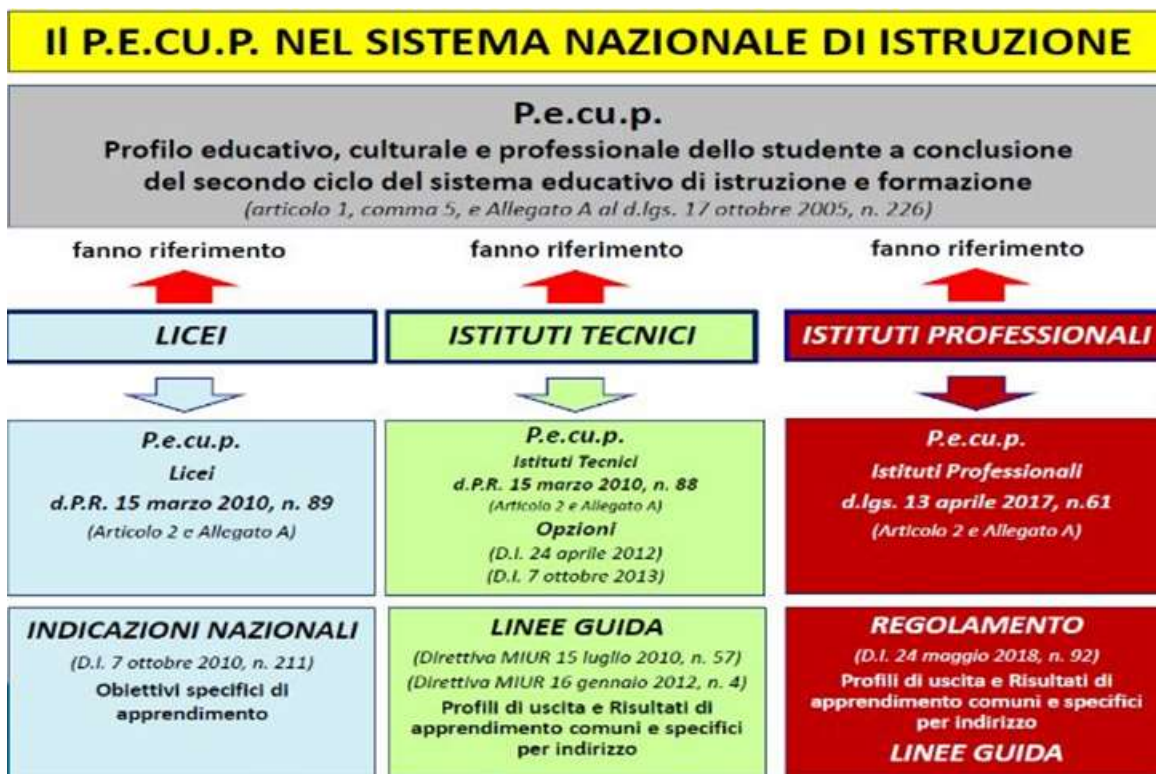 Il P.E.CU.P. NEL SISTEMA NAZIONALE DI ISTRUZIONE
P.e.cu.p.
Profilo educativo, culturale e professionale dello studente a conclusione
del secondo ciclo del sistema educativo di istruzione e formazione
(articolo 1, comma 5, e Allegato A al d.lgs. 17 ottobre 2005, n. 226)
fanno riferimento
fanno riferimento
fanno riferimento
LICEI
ISTITUTI TECNICI
ISTITUTI PROFESSIONALI
P.e.cu.p.
Licei
d.P.R. 15 marzo 2010, n. 89
(Articolo 2 e Allegato A)
P.e.cu.p.
Istituti Tecnici
d.P.R. 15 marzo 2010, n. 88
(Articolo 2 e Allegato A)
Opzioni
(D.I. 24 aprile 2012)
(D.I. 7 ottobre 2013)
P.e.cu.p.
Istituti Professionali
d.lgs. 13 aprile 2017, n.61
(Articolo 2 e Allegato A)
INDICAZIONI NAZIONALI
(D.I. 7 ottobre 2010, n. 211)
Obiettivi specifici di
apprendimento
LINEE GUIDA
(Direttiva MIUR 15 luglio 2010, n. 57)
(Direttiva MIUR 16 gennaio 2012, n. 4)
Profili di uscita e Risultati di
apprendimento comuni e specifici
per indirizzo
REGOLAMENTO
(D.I. 24 maggio 2018, n. 92)
Profili di uscita e Risultati di
apprendimento comuni e specifici
per indirizzo
LINEE GUIDA